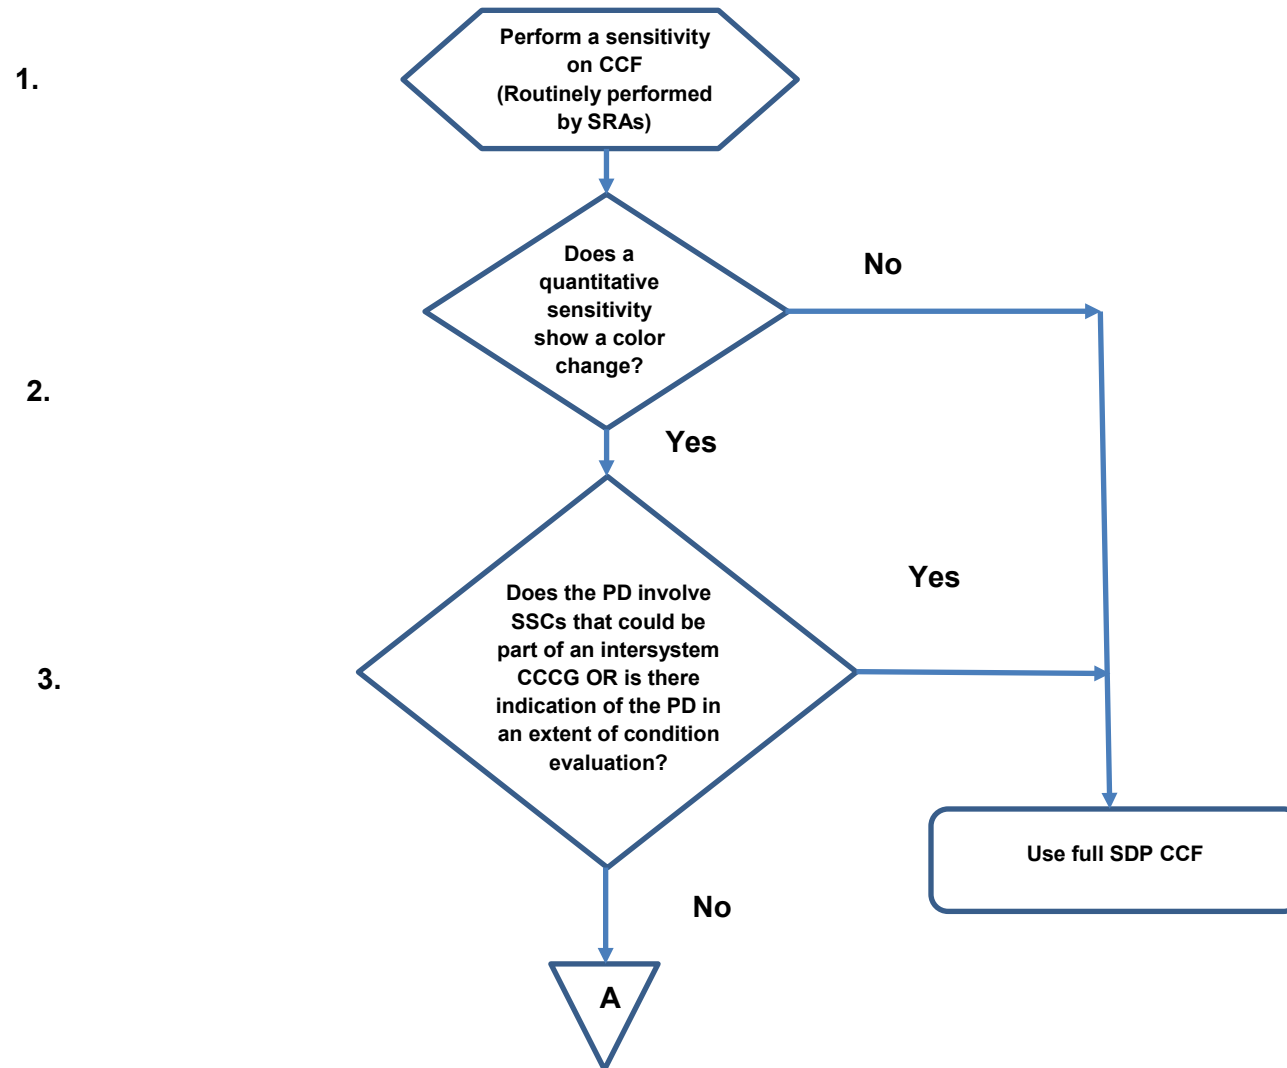 Perform a sensitivity
on CCF
(Routinely performed
by SRAs)
1.
Does a
quantitative
sensitivity
show a color
change?
No
2.
Yes
Does the PD involve
SSCs that could be
part of an intersystem
CCCG OR is there
indication of the PD in
an extent of condition
evaluation?
Yes
3.
Use full SDP CCF
No
A